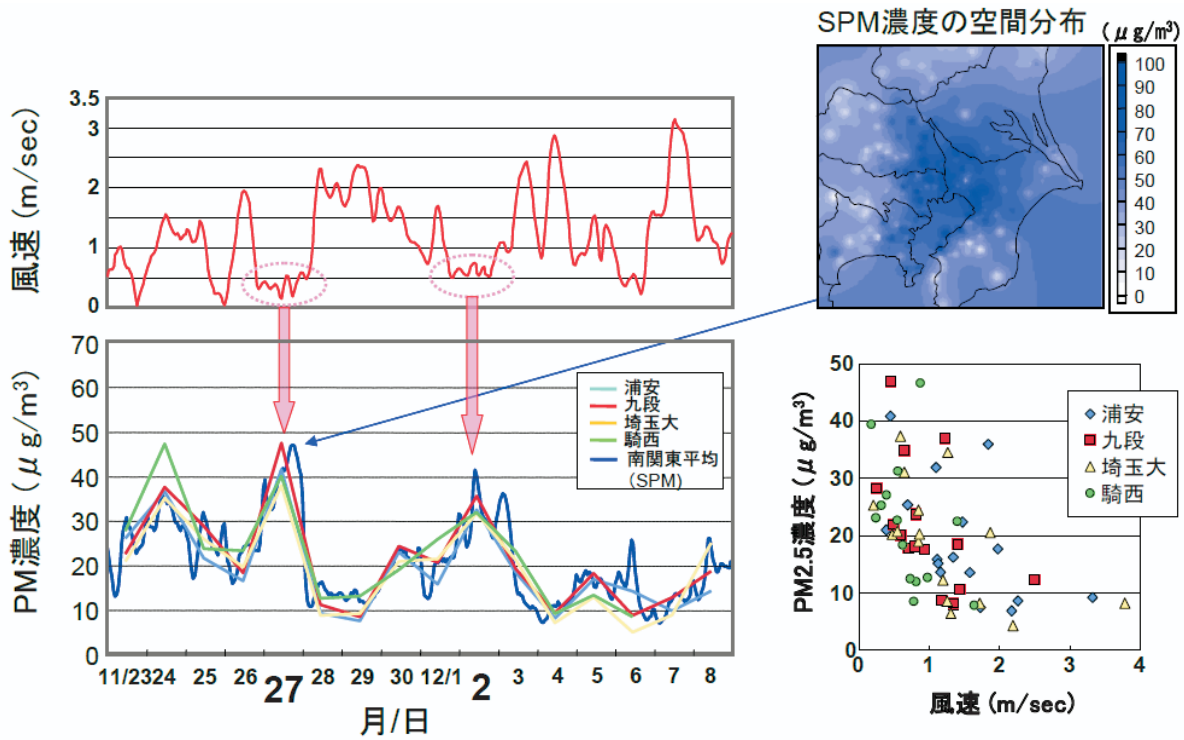 SPM濃度の空間分布
(μg/m³)
100
90
80
70
60
50
40
30
20
10
0
風速 (m/sec)
3.5
3
2
1
0
PM濃度 (μg/m³)
70
60
50
40
30
20
10
0
浦安
九段
埼玉大
騎西
南関東平均
(SPM)
11/23 24 25 26 27 28 29 30 12/1 2 3 4 5 6 7 8
月/日
PM2.5濃度 (μg/m³)
50
40
30
20
10
0
浦安
九段
埼玉大
騎西
0 1 2 3 4
風速 (m/sec)